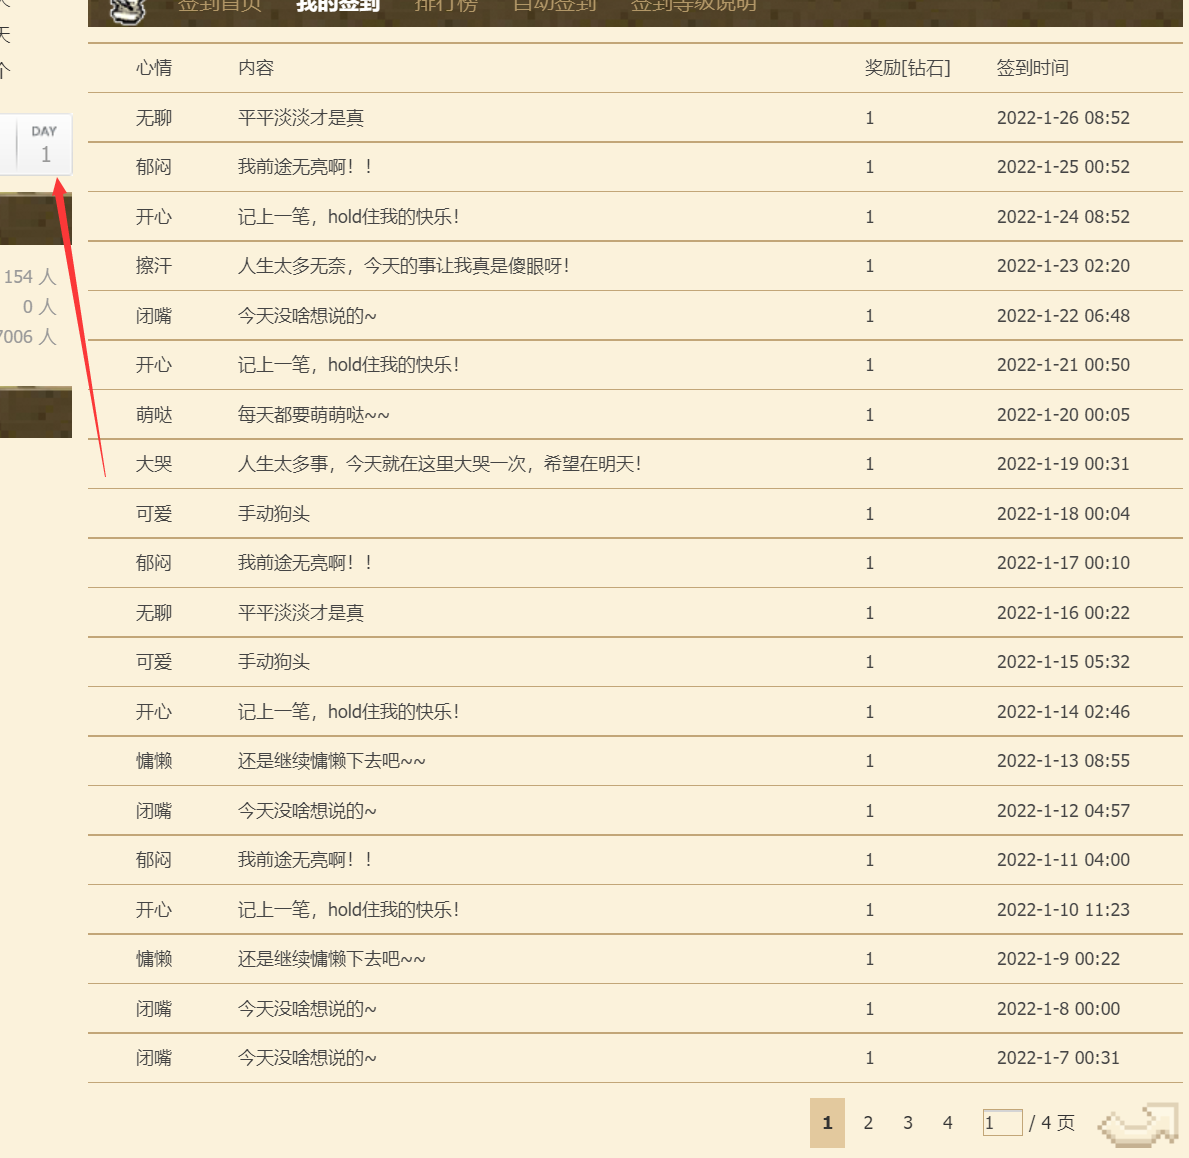 签到首页 我的签到 排行榜 自动签到 签到等级说明
天
个
DAY
1
154 人
0 人
7006 人
心情 内容 奖励[钻石] 签到时间
无聊 平平淡淡才是真 1 2022-1-26 08:52
郁闷 我前途无亮啊！！ 1 2022-1-25 00:52
开心 记上一笔，hold住我的快乐！ 1 2022-1-24 08:52
擦汗 人生太多无奈，今天的事让我真是傻眼呀！ 1 2022-1-23 02:20
闭嘴 今天没啥想说的~ 1 2022-1-22 06:48
开心 记上一笔，hold住我的快乐！ 1 2022-1-21 00:50
萌哒 每天都要萌萌哒~~ 1 2022-1-20 00:05
大哭 人生太多事，今天就在这里大哭一次，希望在明天！ 1 2022-1-19 00:31
可爱 手动狗头 1 2022-1-18 00:04
郁闷 我前途无亮啊！！ 1 2022-1-17 00:10
无聊 平平淡淡才是真 1 2022-1-16 00:22
可爱 手动狗头 1 2022-1-15 05:32
开心 记上一笔，hold住我的快乐！ 1 2022-1-14 02:46
慵懒 还是继续慵懒下去吧~~ 1 2022-1-13 08:55
闭嘴 今天没啥想说的~ 1 2022-1-12 04:57
郁闷 我前途无亮啊！！ 1 2022-1-11 04:00
开心 记上一笔，hold住我的快乐！ 1 2022-1-10 11:23
慵懒 还是继续慵懒下去吧~~ 1 2022-1-9 00:22
闭嘴 今天没啥想说的~ 1 2022-1-8 00:00
闭嘴 今天没啥想说的~ 1 2022-1-7 00:31
1 2 3 4 1 / 4 页